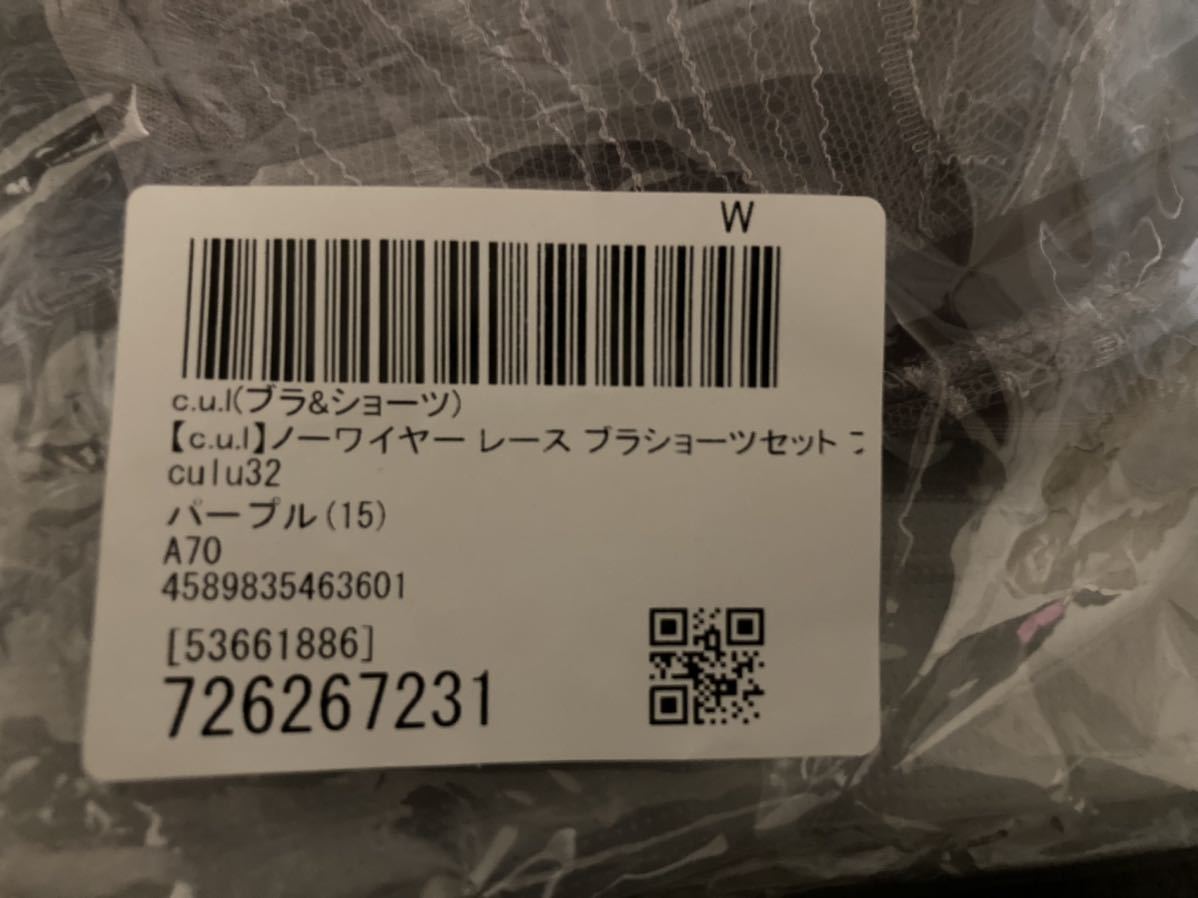 W
c.u.l(ブラ&ショーツ)
【c.u.l】ノーワイヤー レース ブラショーツセット
culu32
パープル(15)
A70
4589835463601
[53661886]
726267231